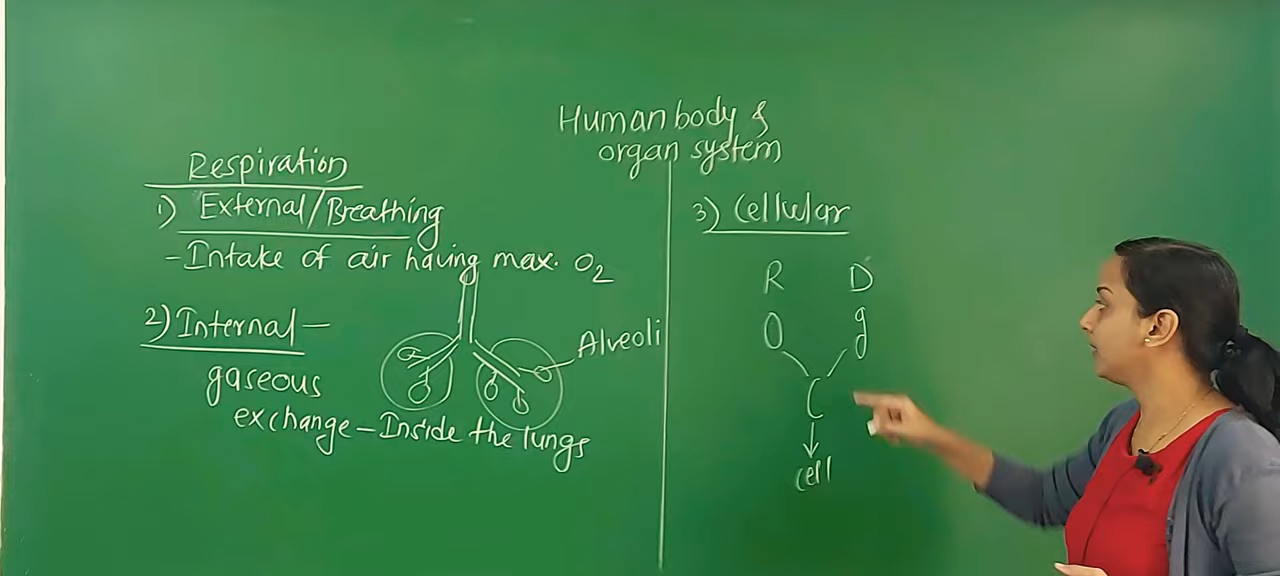 Human body &
organ system
Respiration
1) External/Breathing
- Intake of air having max. O2
2) Internal -
gaseous
exchange - Inside the lungs
Alveoli
3) Cellular
R D
O g
C
cell